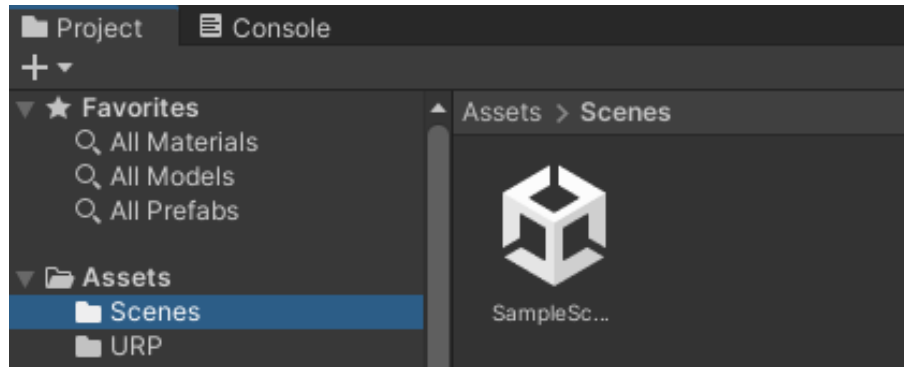 Project Console
Favorites
All Materials
All Models
All Prefabs
Assets
Scenes
URP
Assets > Scenes
SampleSc...